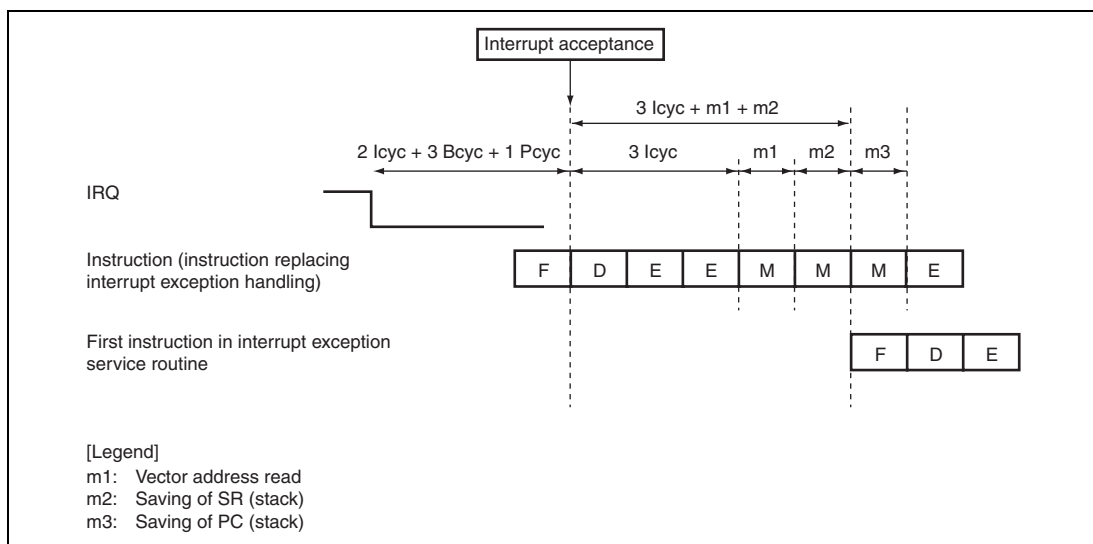 Interrupt acceptance
3 Icyc + m1 + m2
2 Icyc + 3 Bcyc + 1 Pcyc
3 Icyc
m1
m2
m3
IRQ
Instruction (instruction replacing
interrupt exception handling)
F D E E M M M E
First instruction in interrupt exception
service routine
F D E
[Legend]
m1: Vector address read
m2: Saving of SR (stack)
m3: Saving of PC (stack)